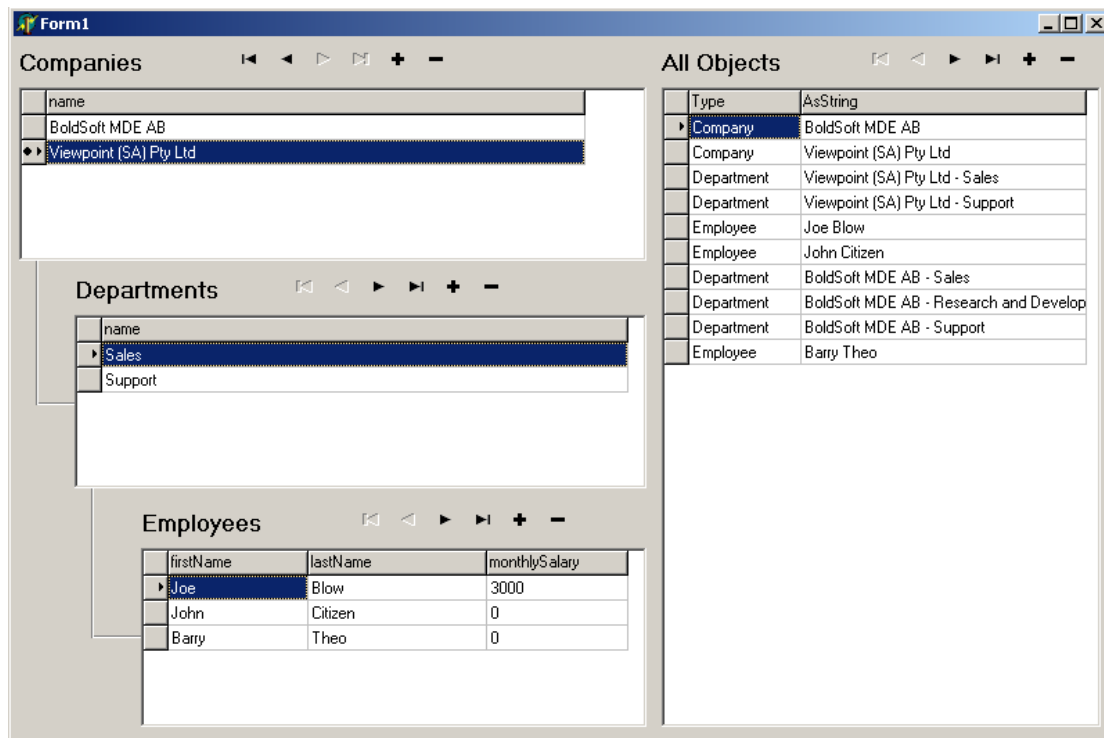 Form1
Companies
name
BoldSoft MDE AB
Viewpoint (SA) Pty Ltd
Departments
name
Sales
Support
Employees
firstName lastName monthlySalary
Joe Blow 3000
John Citizen 0
Barry Theo 0
All Objects
Type AsString
Company BoldSoft MDE AB
Company Viewpoint (SA) Pty Ltd
Department Viewpoint (SA) Pty Ltd - Sales
Department Viewpoint (SA) Pty Ltd - Support
Employee Joe Blow
Employee John Citizen
Department BoldSoft MDE AB - Sales
Department BoldSoft MDE AB - Research and Develop
Department BoldSoft MDE AB - Support
Employee Barry Theo